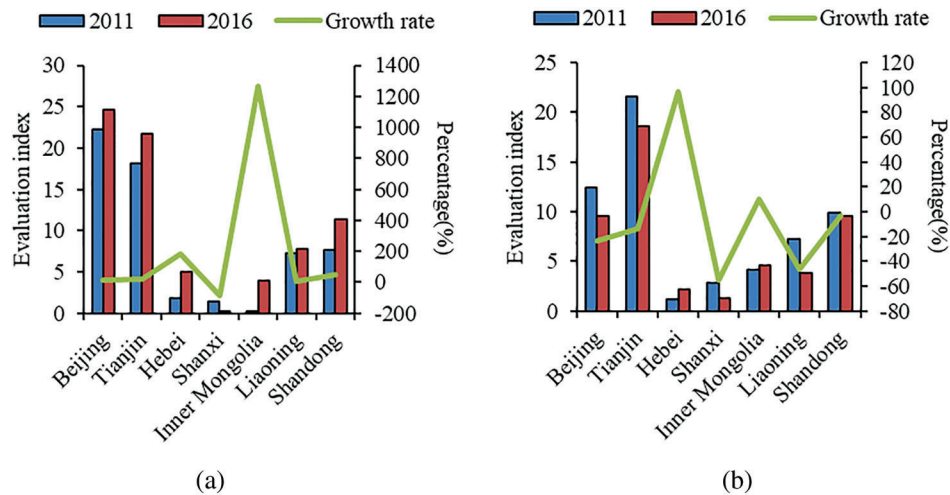 2011 2016 Growth rate
30
25
20
15
10
5
0
Evaluation index
1400
1200
1000
800
600
400
200
0
-200
Percentage(%)
Beijing
Tianjin
Hebei
Shanxi
Inner Mongolia
Liaoning
Shandong
(a)
2011 2016 Growth rate
25
20
15
10
5
0
Evaluation index
120
100
80
60
40
20
0
-20
-40
-60
-80
Percentage(%)
Beijing
Tianjin
Hebei
Shanxi
Inner Mongolia
Liaoning
Shandong
(b)